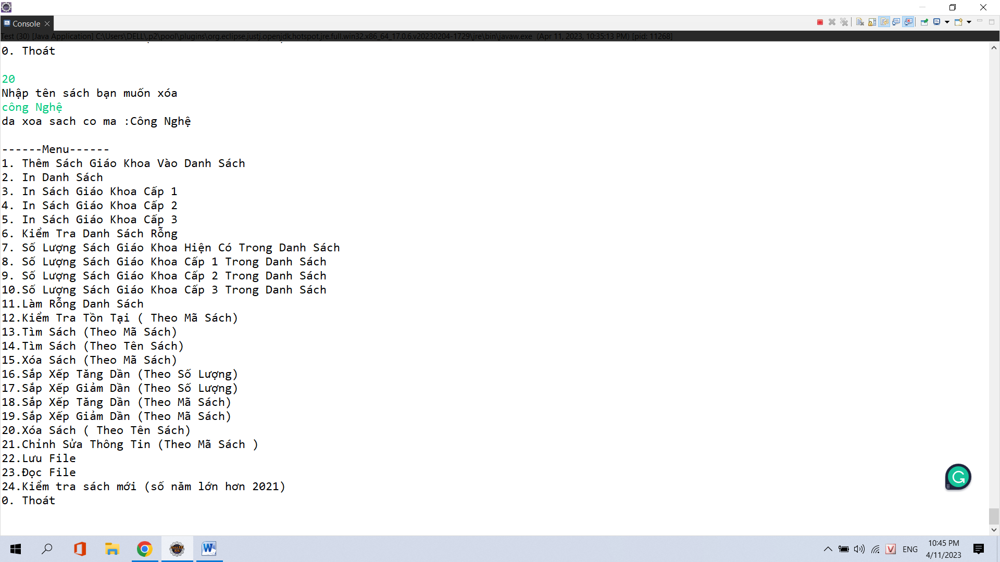 Console
Test (30) [Java Application] C:\Users\DELL\.p2\pool\plugins\org.eclipse.justj.openjdk.hotspot.jre.full.win32.x86_64_17.0.6.v20230204-1729\jre\bin\javaw.exe (Apr 11, 2023, 10:35:13 PM) [pid: 11268]
0. Thoát
20
Nhập tên sách bạn muốn xóa
công Nghệ
da xoa sach co ma :Công Nghệ
------Menu------
1. Thêm Sách Giáo Khoa Vào Danh Sách
2. In Danh Sách
3. In Sách Giáo Khoa Cấp 1
4. In Sách Giáo Khoa Cấp 2
5. In Sách Giáo Khoa Cấp 3
6. Kiểm Tra Danh Sách Rỗng
7. Số Lượng Sách Giáo Khoa Hiện Có Trong Danh Sách
8. Số Lượng Sách Giáo Khoa Cấp 1 Trong Danh Sách
9. Số Lượng Sách Giáo Khoa Cấp 2 Trong Danh Sách
10.Số Lượng Sách Giáo Khoa Cấp 3 Trong Danh Sách
11.Làm Rỗng Danh Sách
12.Kiểm Tra Tồn Tại ( Theo Mã Sách)
13.Tìm Sách (Theo Mã Sách)
14.Tìm Sách (Theo Tên Sách)
15.Xóa Sách (Theo Mã Sách)
16.Sắp Xếp Tăng Dần (Theo Số Lượng)
17.Sắp Xếp Giảm Dần (Theo Số Lượng)
18.Sắp Xếp Tăng Dần (Theo Mã Sách)
19.Sắp Xếp Giảm Dần (Theo Mã Sách)
20.Xóa Sách ( Theo Tên Sách)
21.Chỉnh Sửa Thông Tin (Theo Mã Sách )
22.Lưu File
23.Đọc File
24.Kiểm tra sách mới (số năm lớn hơn 2021)
0. Thoát
ENG
10:45 PM
4/11/2023